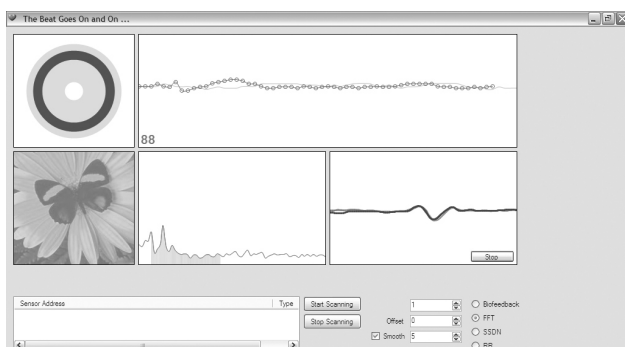 The Beat Goes On and On ...
88
Stop
Sensor Address Type
Start Scanning
Stop Scanning
1
Offset 0
Smooth 5
Biofeedback
FFT
SSDN
RR